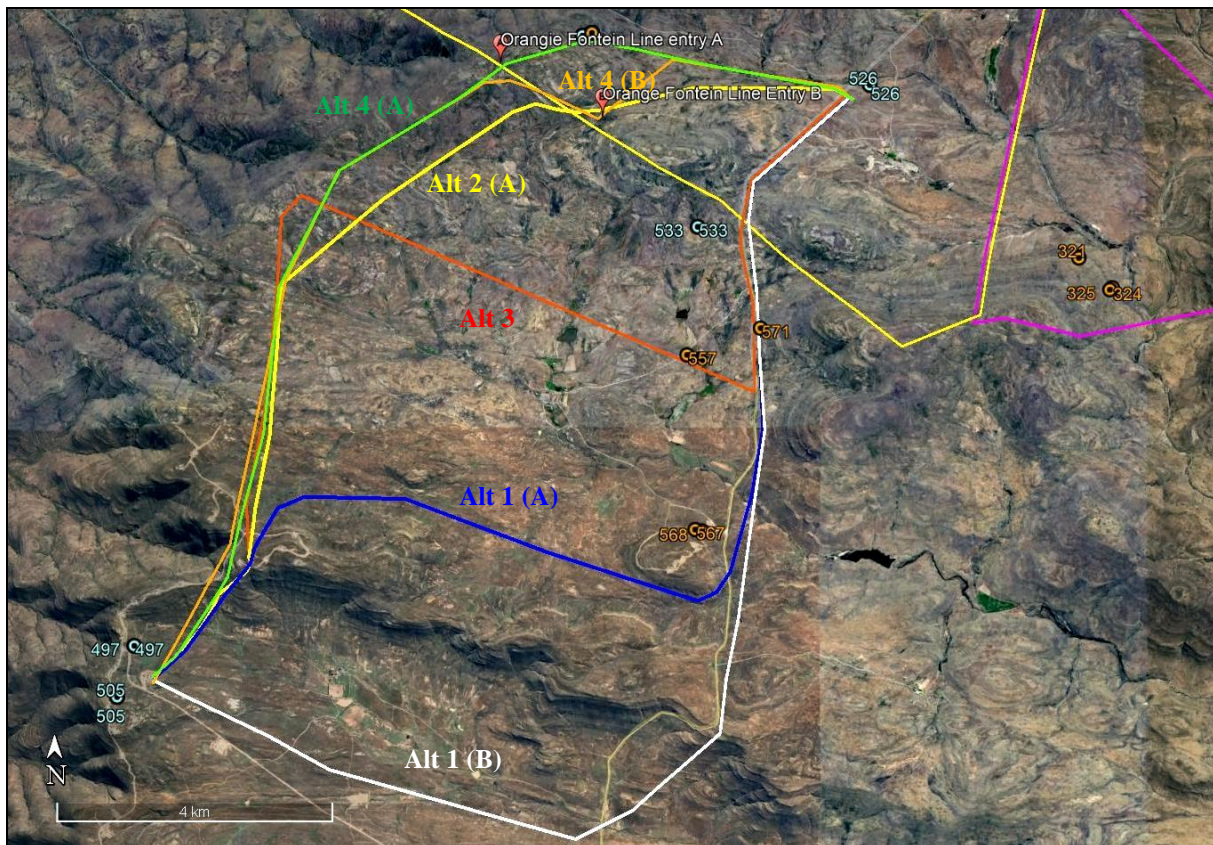 Orangie Fontein Line entry A
Alt 4 (B)
526
526
Orange Fontein Line Entry B
Alt 4 (A)
Alt 2 (A)
533
533
321
325
324
Alt 3
571
557
Alt 1 (A)
568
567
497
497
505
505
Alt 1 (B)
N
4 km